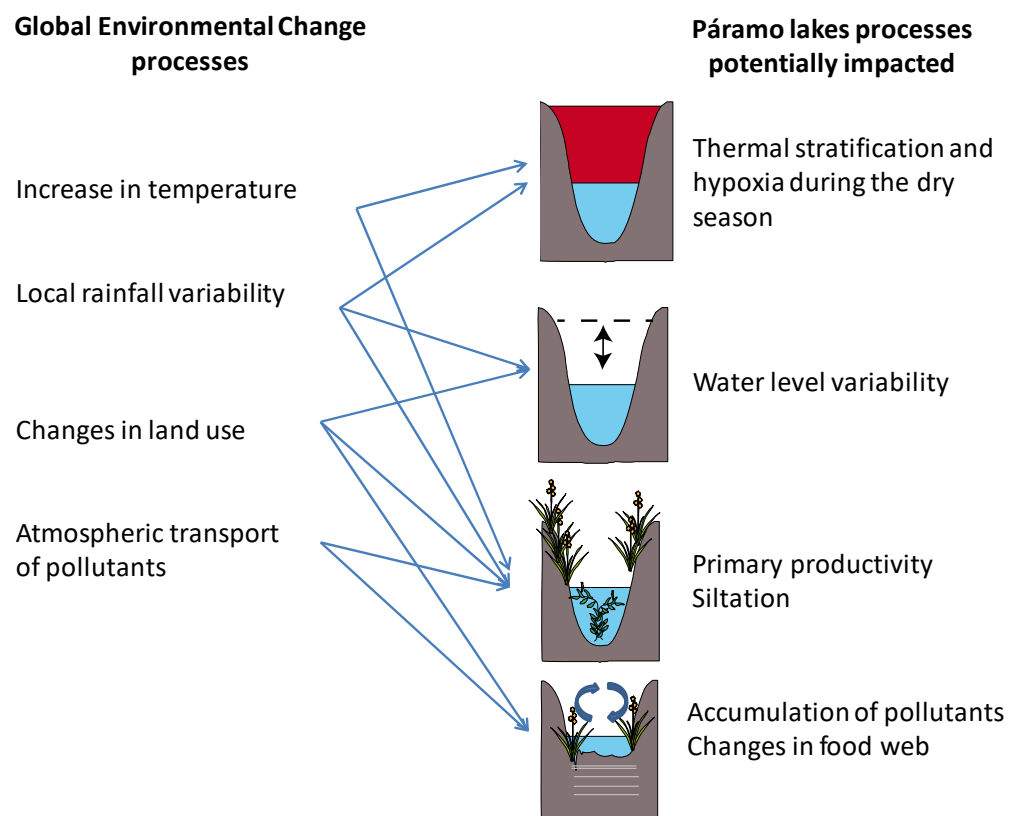 Global Environmental Change
processes
Páramo lakes processes
potentially impacted
Increase in temperature
Local rainfall variability
Changes in land use
Atmospheric transport
of pollutants
Thermal stratification and
hypoxia during the dry
season
Water level variability
Primary productivity
Siltation
Accumulation of pollutants
Changes in food web